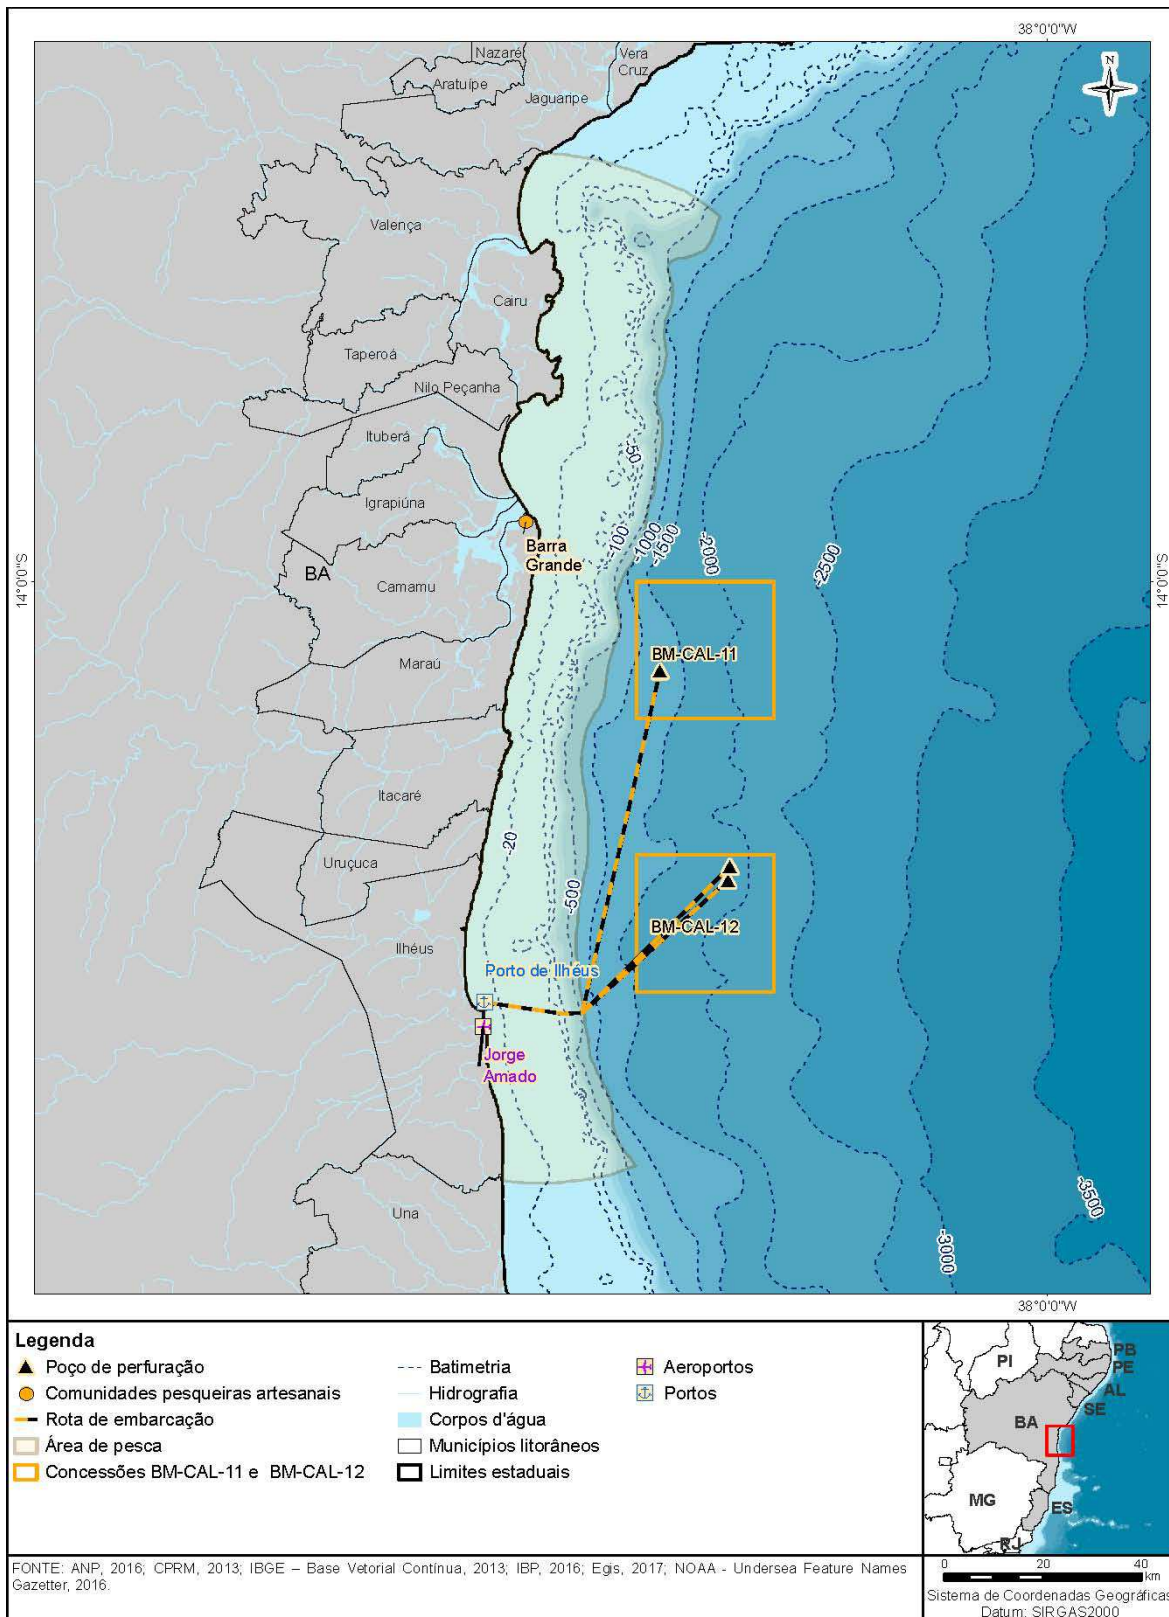 38°0'0"W
N
Nazaré
Vera
Cruz
Aratuípe
Jaguaripe
Valença
Cairu
Taperoá
Nilo Peçanha
Ituberá
-50
Igrapiúna
Barra
Grande
-100
-1000
-1500
-2000
-2500
14°0'0"S
14°0'0"S
BA
Camamu
Maraú
BM-CAL-11
Itacaré
-20
Uruçuca
-500
BM-CAL-12
Ilhéus
Porto de Ilhéus
Jorge
Amado
Una
-3500
-3000
38°0'0"W
Legenda
Poço de perfuração
Comunidades pesqueiras artesanais
Rota de embarcação
Área de pesca
Concessões BM-CAL-11 e BM-CAL-12
Batimetria
Hidrografia
Corpos d'água
Municípios litorâneos
Limites estaduais
Aeroportos
Portos
PI
PB
PE
AL
SE
BA
MG
ES
RJ
FONTE: ANP, 2016; CPRM, 2013; IBGE – Base Vetorial Contínua, 2013; IBP, 2016; Egis, 2017; NOAA - Undersea Feature Names
Gazetter, 2016.
0 20 40
km
Sistema de Coordenadas Geográficas
Datum: SIRGAS2000